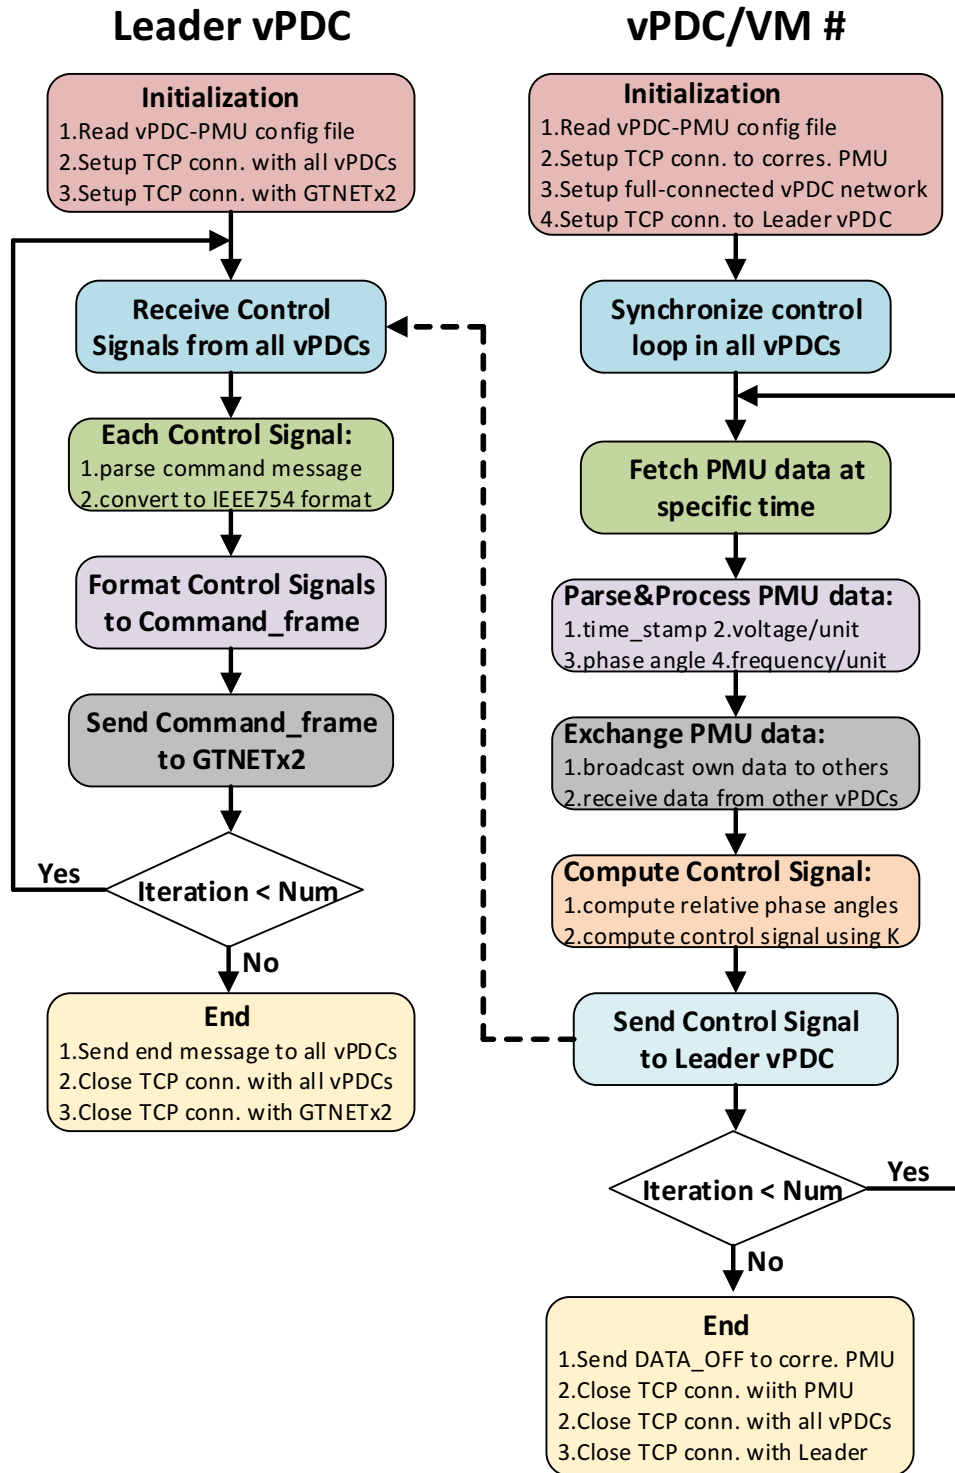 Leader vPDC
Initialization
1.Read vPDC-PMU config file
2.Setup TCP conn. with all vPDCs
3.Setup TCP conn. with GTNETx2
Receive Control
Signals from all vPDCs
Each Control Signal:
1.parse command message
2.convert to IEEE754 format
Format Control Signals
to Command_frame
Send Command_frame
to GTNETx2
Iteration < Num
Yes
No
End
1.Send end message to all vPDCs
2.Close TCP conn. with all vPDCs
3.Close TCP conn. with GTNETx2
vPDC/VM #
Initialization
1.Read vPDC-PMU config file
2.Setup TCP conn. to corres. PMU
3.Setup full-connected vPDC network
4.Setup TCP conn. to Leader vPDC
Synchronize control
loop in all vPDCs
Fetch PMU data at
specific time
Parse&Process PMU data:
1.time_stamp 2.voltage/unit
3.phase angle 4.frequency/unit
Exchange PMU data:
1.broadcast own data to others
2.receive data from other vPDCs
Compute Control Signal:
1.compute relative phase angles
2.compute control signal using K
Send Control Signal
to Leader vPDC
Iteration < Num
Yes
No
End
1.Send DATA_OFF to corre. PMU
2.Close TCP conn. wiith PMU
2.Close TCP conn. with all vPDCs
3.Close TCP conn. with Leader